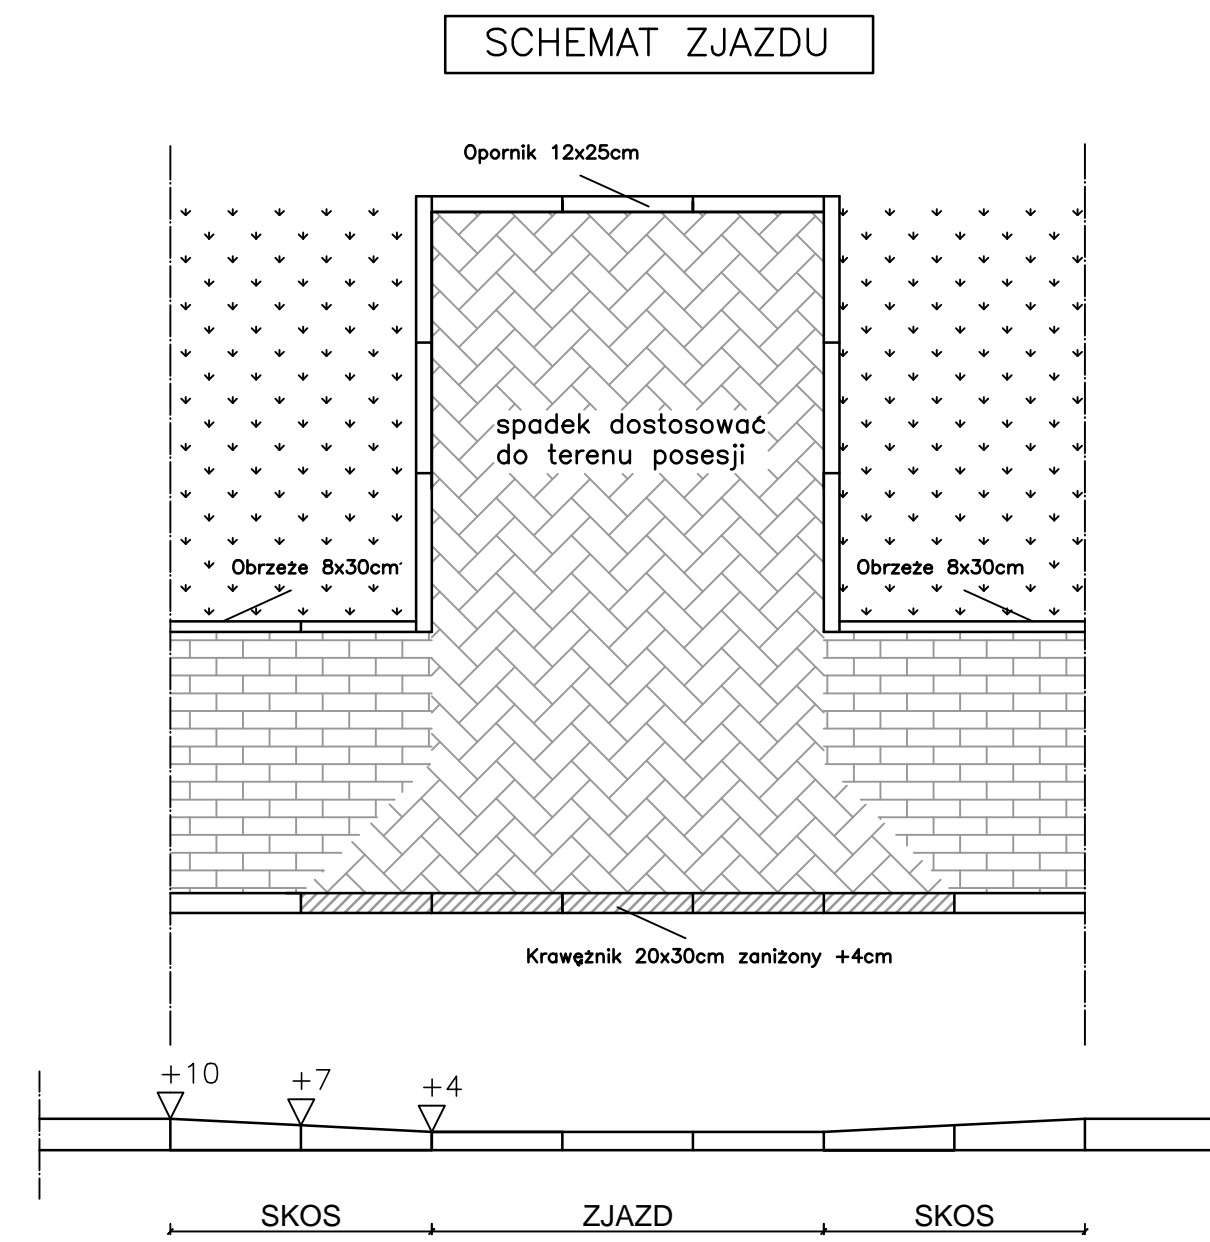 SCHEMAT ZJAZDU
Opornik 12x25cm
spadek dostosować
do terenu posesji
Obrzeże 8x30cm
Obrzeże 8x30cm
Krawężnik 20x30cm zaniżony +4cm
+10
+7
+4
SKOS
ZJAZD
SKOS